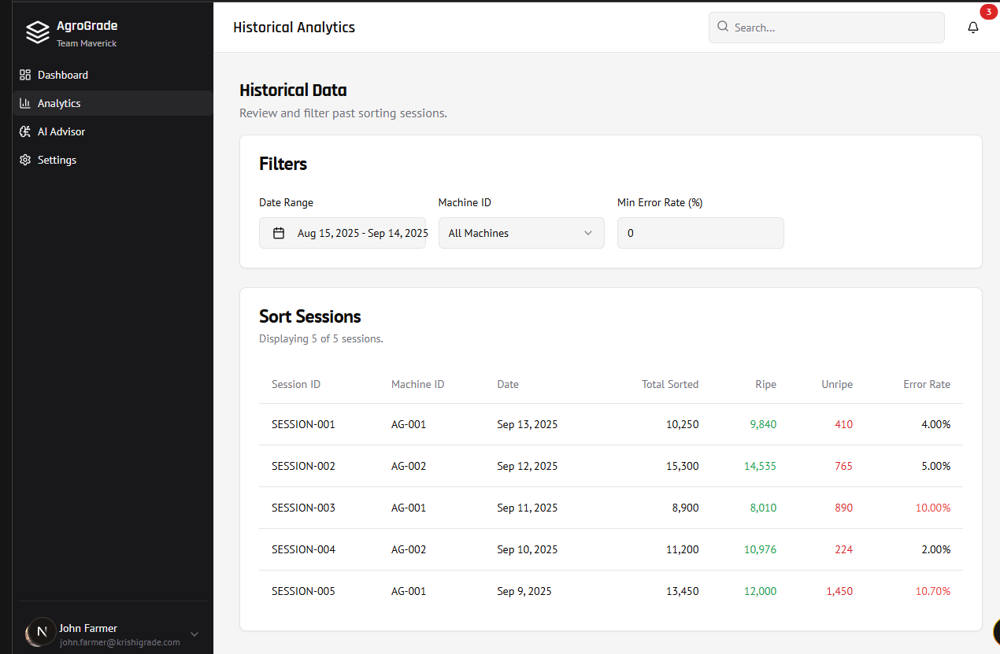 AgroGrade
Team Maverick
Dashboard
Analytics
AI Advisor
Settings
N
John Farmer
john.farmer@krishigrade.com
Historical Analytics
Search...
3
Historical Data
Review and filter past sorting sessions.
Filters
Date Range Machine ID Min Error Rate (%)
Aug 15, 2025 - Sep 14, 2025 All Machines 0
Sort Sessions
Displaying 5 of 5 sessions.
Session ID Machine ID Date Total Sorted Ripe Unripe Error Rate
SESSION-001 AG-001 Sep 13, 2025 10,250 9,840 410 4.00%
SESSION-002 AG-002 Sep 12, 2025 15,300 14,535 765 5.00%
SESSION-003 AG-001 Sep 11, 2025 8,900 8,010 890 10.00%
SESSION-004 AG-002 Sep 10, 2025 11,200 10,976 224 2.00%
SESSION-005 AG-001 Sep 9, 2025 13,450 12,000 1,450 10.70%